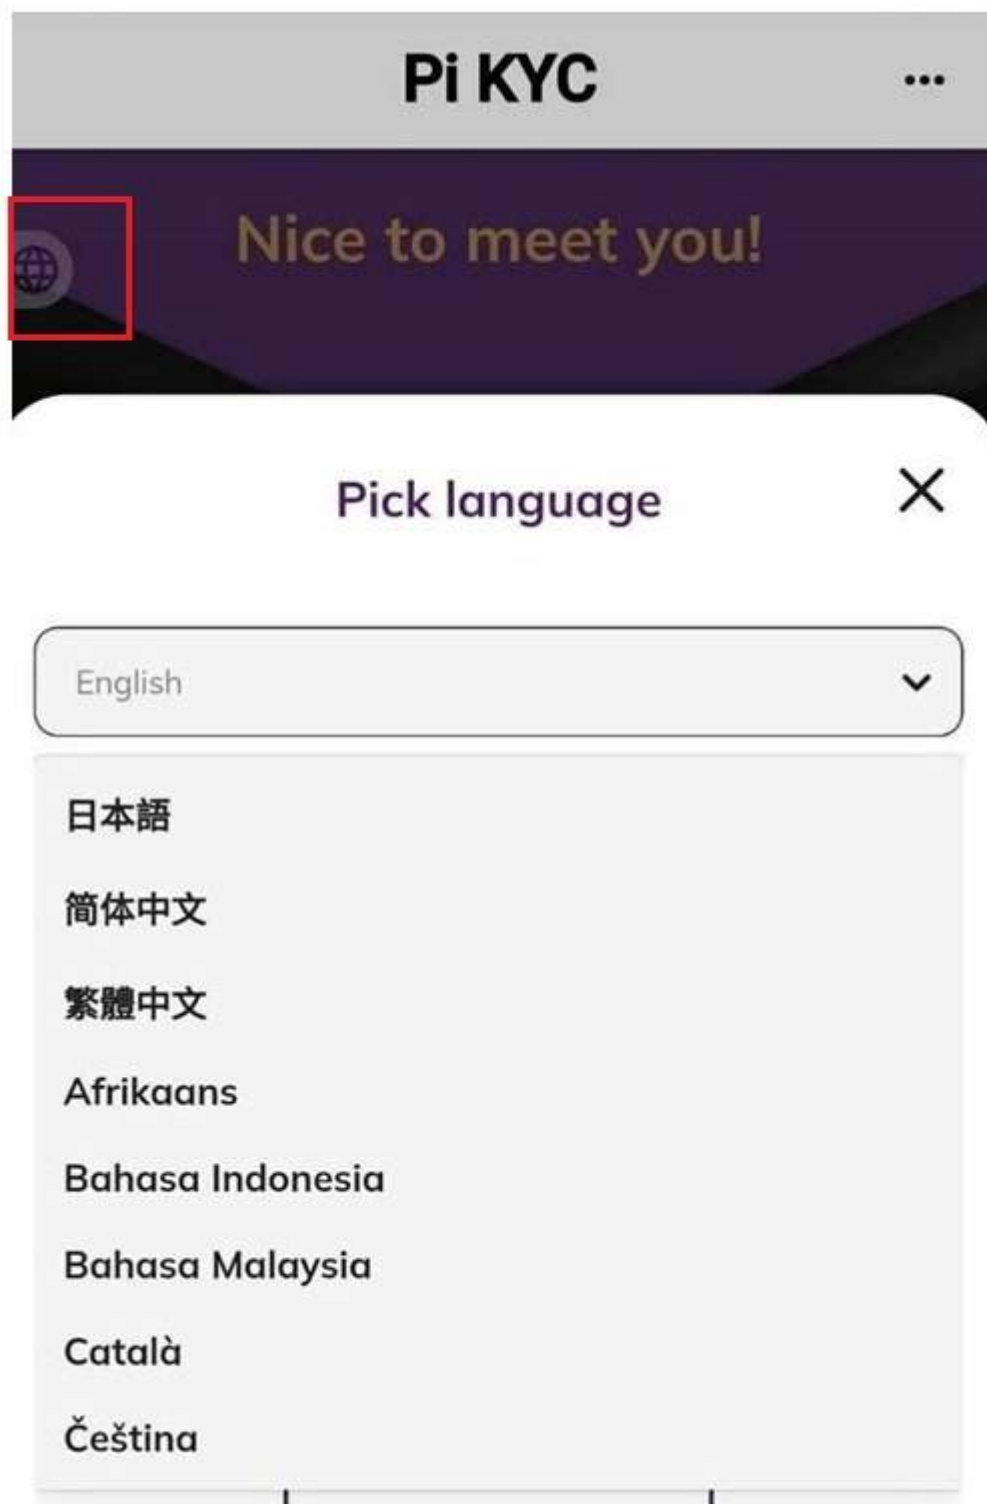 Pi KYC
Nice to meet you!
Pick language
English
日本語
简体中文
繁體中文
Afrikaans
Bahasa Indonesia
Bahasa Malaysia
Català
Čeština